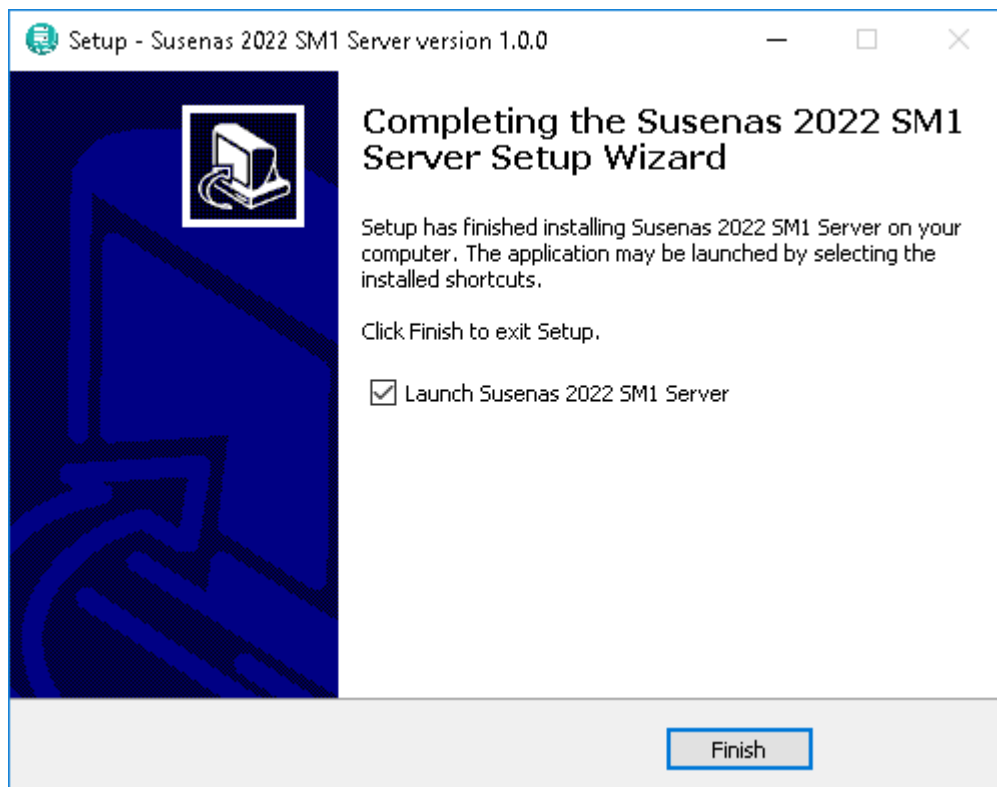 Setup - Susenas 2022 SM1 Server version 1.0.0
Completing the Susenas 2022 SM1
Server Setup Wizard
Setup has finished installing Susenas 2022 SM1 Server on your
computer. The application may be launched by selecting the
installed shortcuts.
Click Finish to exit Setup.
Launch Susenas 2022 SM1 Server
Finish